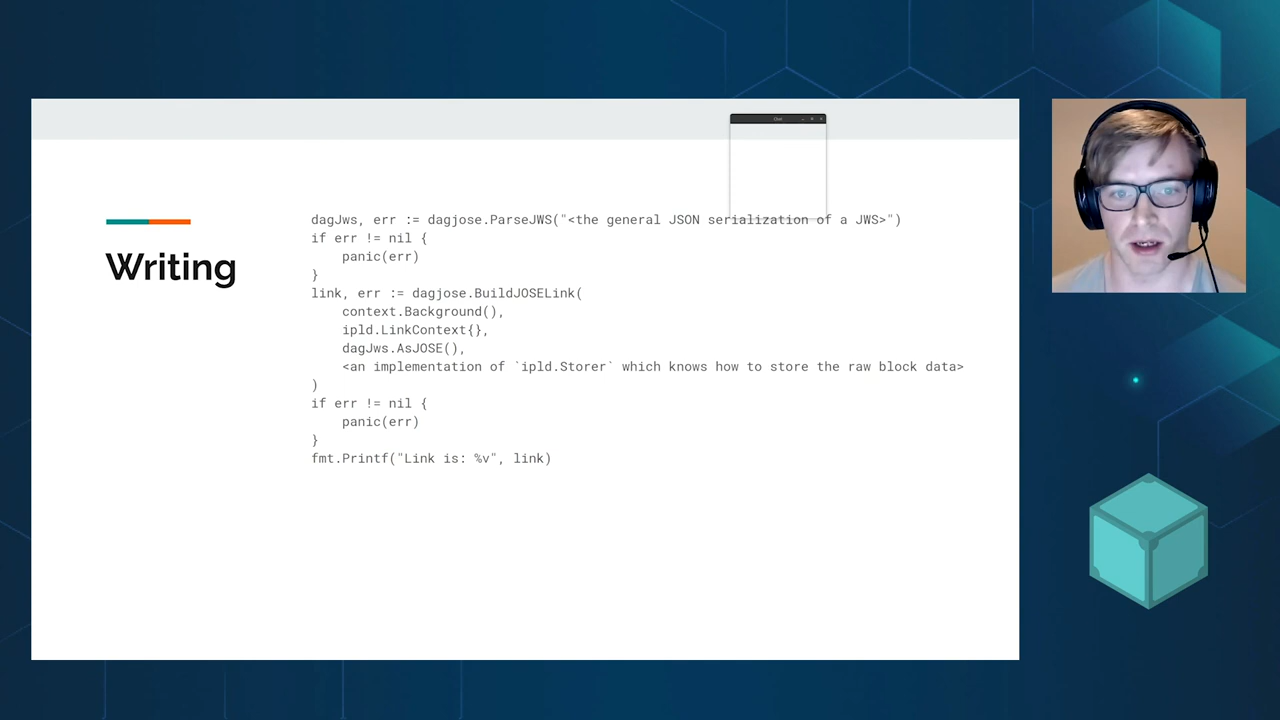 Chat
Writing
dagJws, err := dagjose.ParseJWS("<the general JSON serialization of a JWS>")
if err != nil {
    panic(err)
}
link, err := dagjose.BuildJOSELink(
    context.Background(),
    ipld.LinkContext{},
    dagJws.AsJOSE(),
    <an implementation of `ipld.Storer` which knows how to store the raw block data>
)
if err != nil {
    panic(err)
}
fmt.Printf("Link is: %v", link)